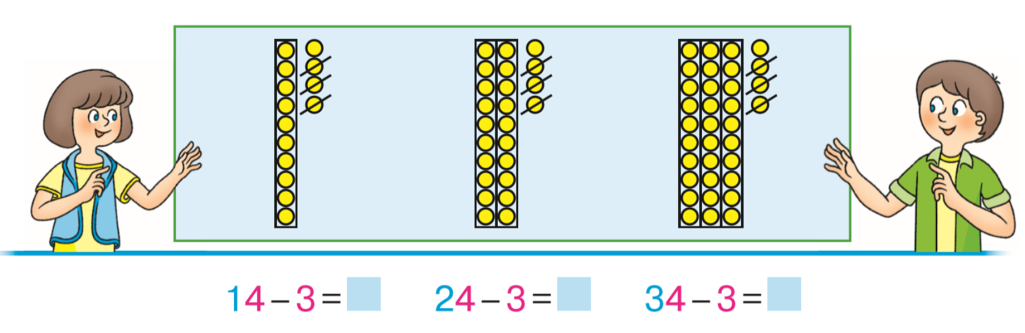 14 – 3 = 24 – 3 = 34 – 3 =